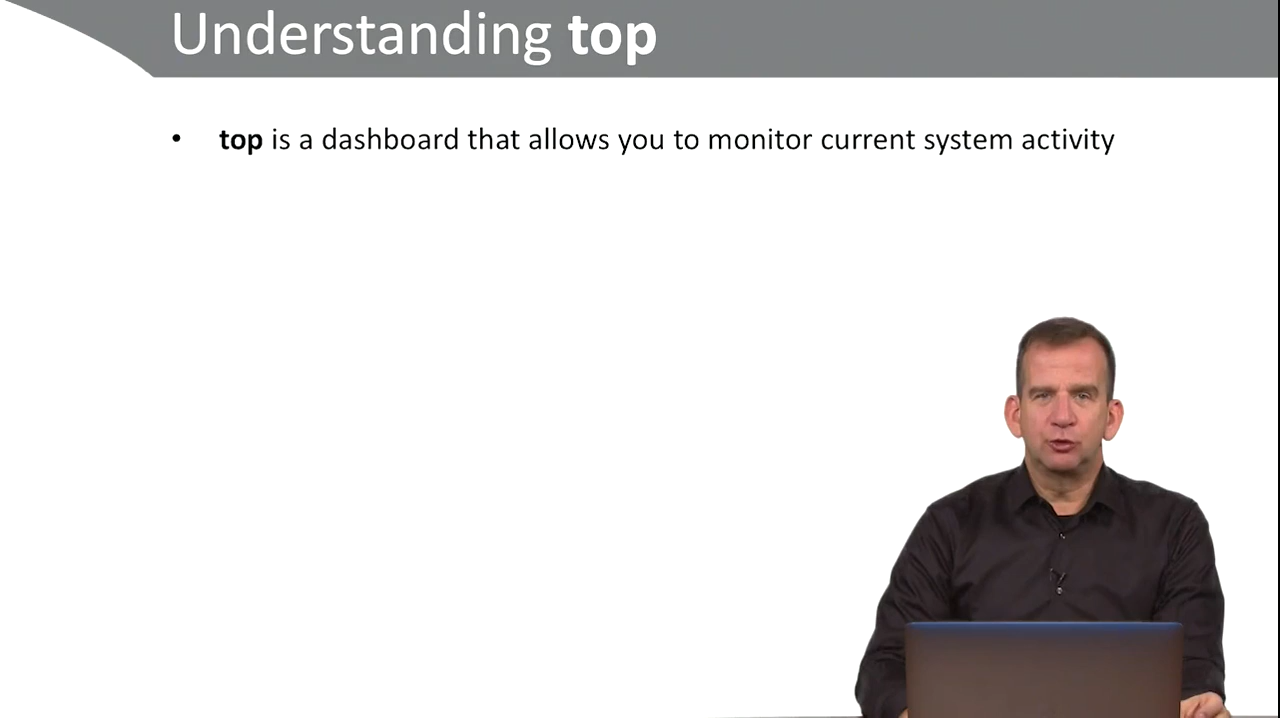 Understanding top
• top is a dashboard that allows you to monitor current system activity